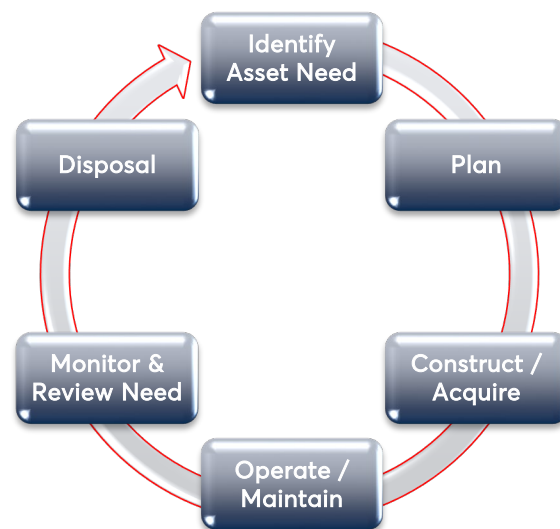 Identify
Asset Need
Plan
Construct /
Acquire
Operate /
Maintain
Monitor &
Review Need
Disposal